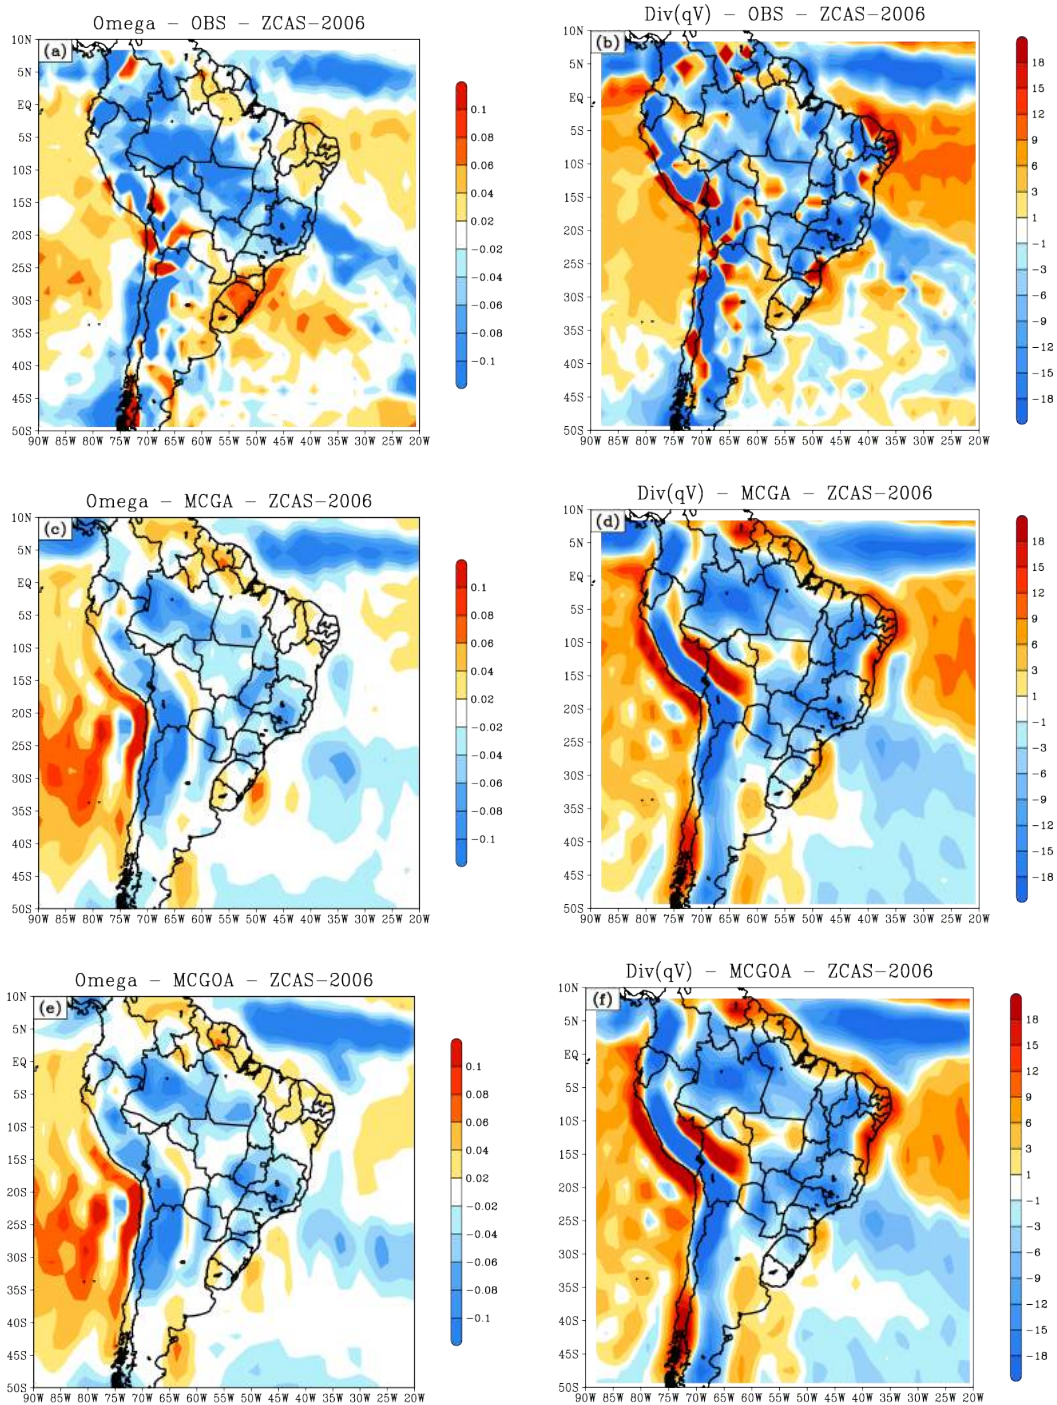 Omega – OBS – ZCAS–2006
(a)
10N
5N
EQ
5S
10S
15S
20S
25S
30S
35S
40S
45S
50S
90W 85W 80W 75W 70W 65W 60W 55W 50W 45W 40W 35W 30W 25W 20W
0.1
0.08
0.06
0.04
0.02
−0.02
−0.04
−0.06
−0.08
−0.1
Div(qV) – OBS – ZCAS–2006
(b)
10N
5N
EQ
5S
10S
15S
20S
25S
30S
35S
40S
45S
50S
90W 85W 80W 75W 70W 65W 60W 55W 50W 45W 40W 35W 30W 25W 20W
18
15
12
9
6
3
1
−1
−3
−6
−9
−12
−15
−18
Omega – MCGA – ZCAS–2006
(c)
10N
5N
EQ
5S
10S
15S
20S
25S
30S
35S
40S
45S
50S
90W 85W 80W 75W 70W 65W 60W 55W 50W 45W 40W 35W 30W 25W 20W
0.1
0.08
0.06
0.04
0.02
−0.02
−0.04
−0.06
−0.08
−0.1
Div(qV) – MCGA – ZCAS–2006
(d)
10N
5N
EQ
5S
10S
15S
20S
25S
30S
35S
40S
45S
50S
90W 85W 80W 75W 70W 65W 60W 55W 50W 45W 40W 35W 30W 25W 20W
18
15
12
9
6
3
1
−1
−3
−6
−9
−12
−15
−18
Omega – MCGOA – ZCAS–2006
(e)
10N
5N
EQ
5S
10S
15S
20S
25S
30S
35S
40S
45S
50S
90W 85W 80W 75W 70W 65W 60W 55W 50W 45W 40W 35W 30W 25W 20W
0.1
0.08
0.06
0.04
0.02
−0.02
−0.04
−0.06
−0.08
−0.1
Div(qV) – MCGOA – ZCAS–2006
(f)
10N
5N
EQ
5S
10S
15S
20S
25S
30S
35S
40S
45S
50S
90W 85W 80W 75W 70W 65W 60W 55W 50W 45W 40W 35W 30W 25W 20W
18
15
12
9
6
3
1
−1
−3
−6
−9
−12
−15
−18